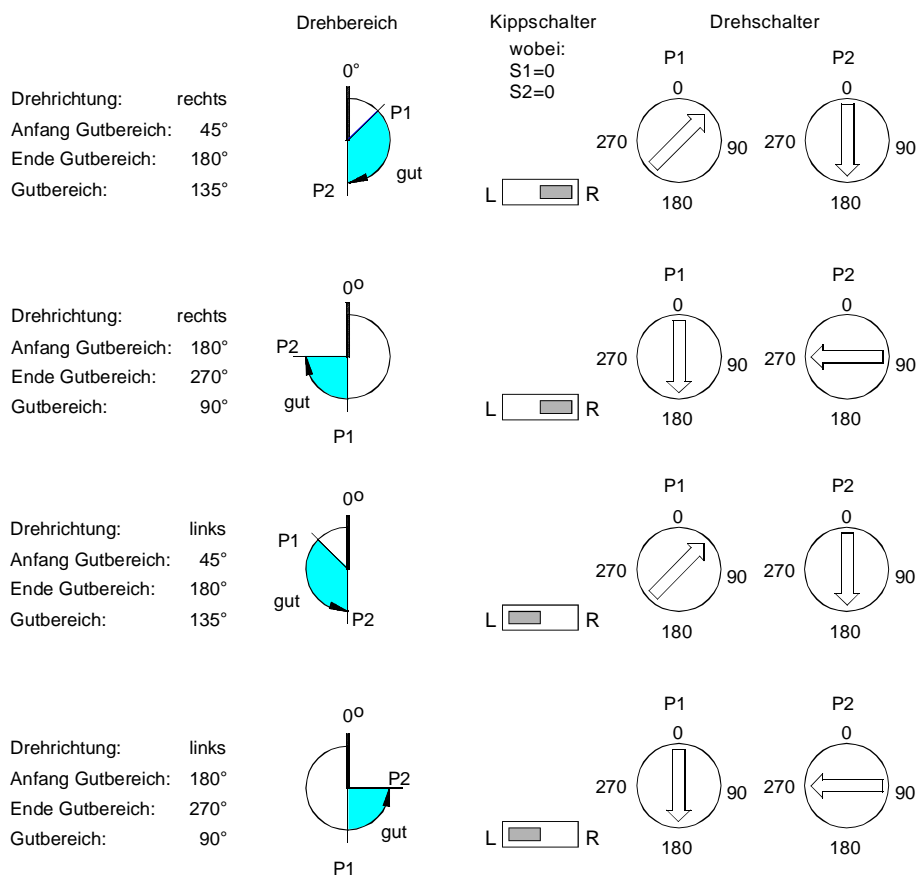 Drehbereich Kippschalter Drehschalter
wobei:
S1=0
S2=0
P1 P2
0° 0 0
Drehrichtung: rechts
P1
Anfang Gutbereich: 45°
270 90 270 90
Ende Gutbereich: 180°
gut
Gutbereich: 135°
P2
L R
180 180
P1 P2
0o 0 0
Drehrichtung: rechts
Anfang Gutbereich: 180°
P2
270 90 270 90
Ende Gutbereich: 270°
Gutbereich: 90°
gut
L R
180 180
P1
P1 P2
0o 0 0
Drehrichtung: links
P1
Anfang Gutbereich: 45°
270 90 270 90
Ende Gutbereich: 180°
gut
Gutbereich: 135°
P2
L R
180 180
P1 P2
0o 0 0
Drehrichtung: links
Anfang Gutbereich: 180°
P2
270 90 270 90
Ende Gutbereich: 270°
gut
Gutbereich: 90°
L R
180 180
P1